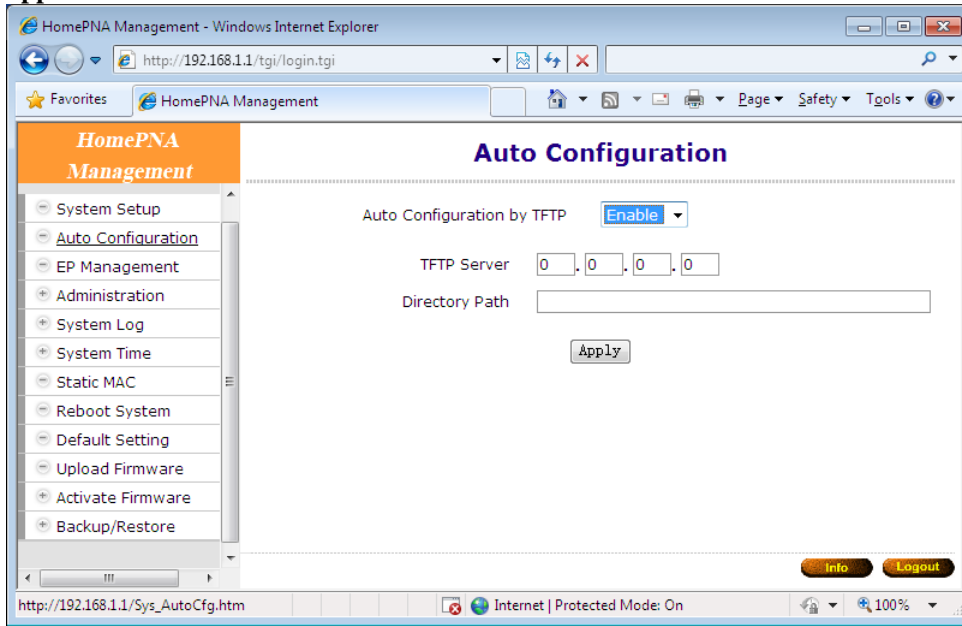 HomePNA Management - Windows Internet Explorer
http://192.168.1.1/tgi/login.tgi
Favorites HomePNA Management Page Safety Tools
HomePNA
Management
System Setup
Auto Configuration
EP Management
Administration
System Log
System Time
Static MAC
Reboot System
Default Setting
Upload Firmware
Activate Firmware
Backup/Restore
Auto Configuration
Auto Configuration by TFTP Enable
TFTP Server 0 . 0 . 0 . 0
Directory Path
Apply
Info Logout
http://192.168.1.1/Sys_AutoCfg.htm Internet | Protected Mode: On 100%